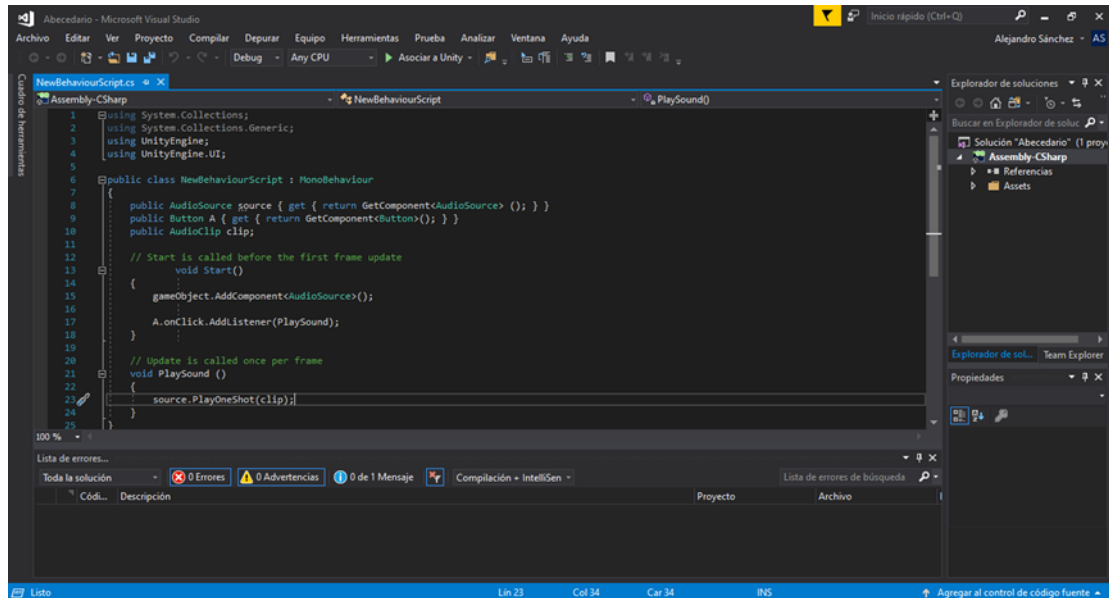 Abecedario - Microsoft Visual Studio
Inicio rápido (Ctrl+Q)
Archivo Editar Ver Proyecto Compilar Depurar Equipo Herramientas Prueba Analizar Ventana Ayuda
Alejandro Sánchez AS
Debug Any CPU Asociar a Unity
Cuadro de herramientas
NewBehaviourScript.cs
Assembly-CSharp NewBehaviourScript PlaySound()
1 using System.Collections;
2 using System.Collections.Generic;
3 using UnityEngine;
4 using UnityEngine.UI;
5
6 public class NewBehaviourScript : MonoBehaviour
7 {
8 public AudioSource source { get { return GetComponent<AudioSource> (); } }
9 public Button A { get { return GetComponent<Button>(); } }
10 public AudioClip clip;
11
12 // Start is called before the first frame update
13 void Start()
14 {
15 gameObject.AddComponent<AudioSource>();
16
17 A.onClick.AddListener(PlaySound);
18 }
19
20 // Update is called once per frame
21 void PlaySound ()
22 {
23 source.PlayOneShot(clip);
24 }
25 }
100 %
Explorador de soluciones
Buscar en Explorador de soluc
Solución "Abecedario" (1 proy
Assembly-CSharp
Referencias
Assets
Explorador de sol... Team Explorer
Propiedades
Lista de errores...
Toda la solución 0 Errores 0 Advertencias 0 de 1 Mensaje Compilación + IntelliSen Lista de errores de búsqueda
Códi... Descripción Proyecto Archivo
Listo Lín 23 Col 34 Car 34 INS Agregar al control de código fuente